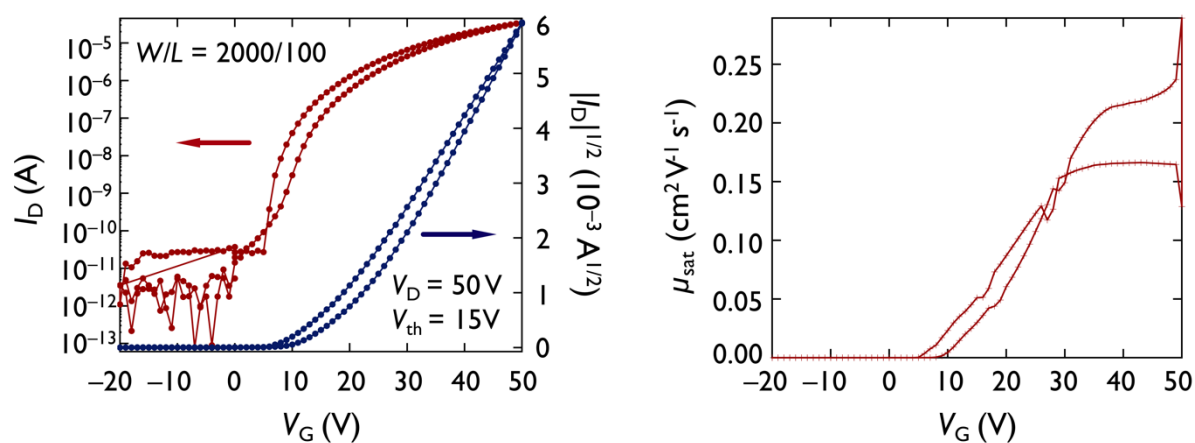 W/L = 2000/100
V_D = 50 V
V_th = 15V
I_D (A)
10⁻⁵
10⁻⁶
10⁻⁷
10⁻⁸
10⁻⁹
10⁻¹⁰
10⁻¹¹
10⁻¹²
10⁻¹³
|I_D|^1/2 (10⁻³ A^1/2)
6
5
4
3
2
1
0
−20 −10 0 10 20 30 40 50
V_G (V)
μ_sat (cm² V⁻¹ s⁻¹)
0.25
0.20
0.15
0.10
0.05
0.00
−20 −10 0 10 20 30 40 50
V_G (V)